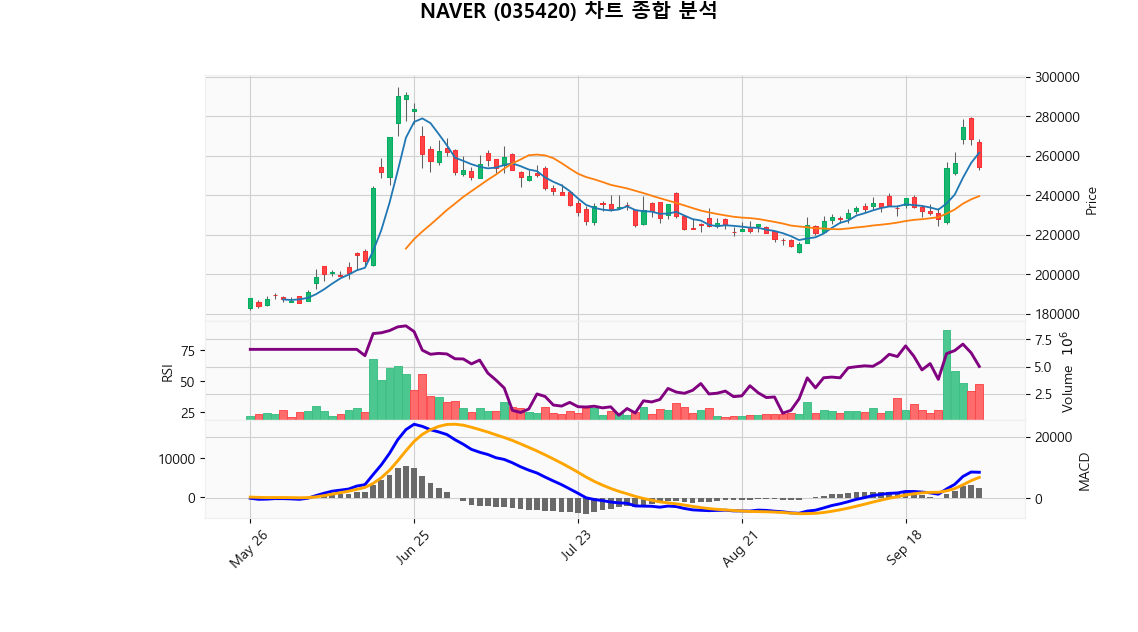 NAVER (035420) 차트 종합 분석
300000
280000
260000
240000
220000
200000
180000
Price
75
50
25
RSI
7.5
5.0
2.5
Volume 10^6
10000
0
20000
0
MACD
May 26
Jun 25
Jul 23
Aug 21
Sep 18